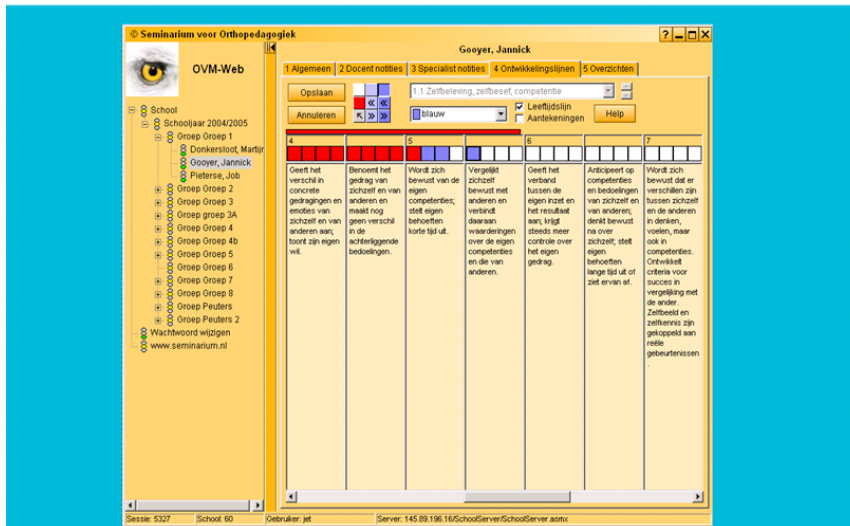 © Seminarium voor Orthopedagogiek
Gooyer, Jannick
OVM-Web
1 Algemeen
2 Docent notities
3 Specialist notities
4 Ontwikkelingslijnen
5 Overzichten
Opslaan
Annuleren
1.1 Zelfbeleving, zelfbesef, competentie
blauw
Leeftijdslijn
Aantekeningen
Help
School
Schooljaar 2004/2005
Groep Groep 1
Donkersloot, Martijn
Gooyer, Jannick
Pieterse, Job
Groep Groep 2
Groep Groep 3
Groep groep 3A
Groep Groep 4
Groep Groep 4b
Groep Groep 5
Groep Groep 6
Groep Groep 7
Groep Groep 8
Groep Peuters
Groep Peuters 2
Wachtwoord wijzigen
www.seminarium.nl
4
Geeft het
verschil in
concrete
gedragingen en
emoties van
zichzelf en van
anderen aan;
toont zijn eigen
wil.
Benoemt het
gedrag van
zichzelf en van
anderen en
maakt nog
geen verschil
in de
achterliggende
bedoelingen.
5
Wordt zich
bewust van de
eigen
competenties;
stelt eigen
behoeften
korte tijd uit.
Vergelijkt
zichzelf
bewust met
anderen en
verbindt
daaraan
waarderingen
over de eigen
competenties
en die van
anderen.
6
Geeft het
verband
tussen de
eigen inzet en
het resultaat
aan; krijgt
steeds meer
controle over
het eigen
gedrag.
Anticipeert op
competenties
en bedoelingen
van zichzelf en
van anderen;
denkt bewust
na over
zichzelf; stelt
eigen
behoeften
lange tijd uit of
ziet ervan af.
7
Wordt zich
bewust dat er
verschillen zijn
tussen zichzelf
en de anderen
in denken,
voelen, maar
ook in
competenties.
Ontwikkelt
criteria voor
succes in
vergelijking met
de ander.
Zelfbeeld en
zelfkennis zijn
gekoppeld aan
reële
gebeurtenissen
.
Sessie: 5327
School: 60
Gebruiker: jet
Server: 145.89.196.16/SchoolServer/SchoolServer.asmx